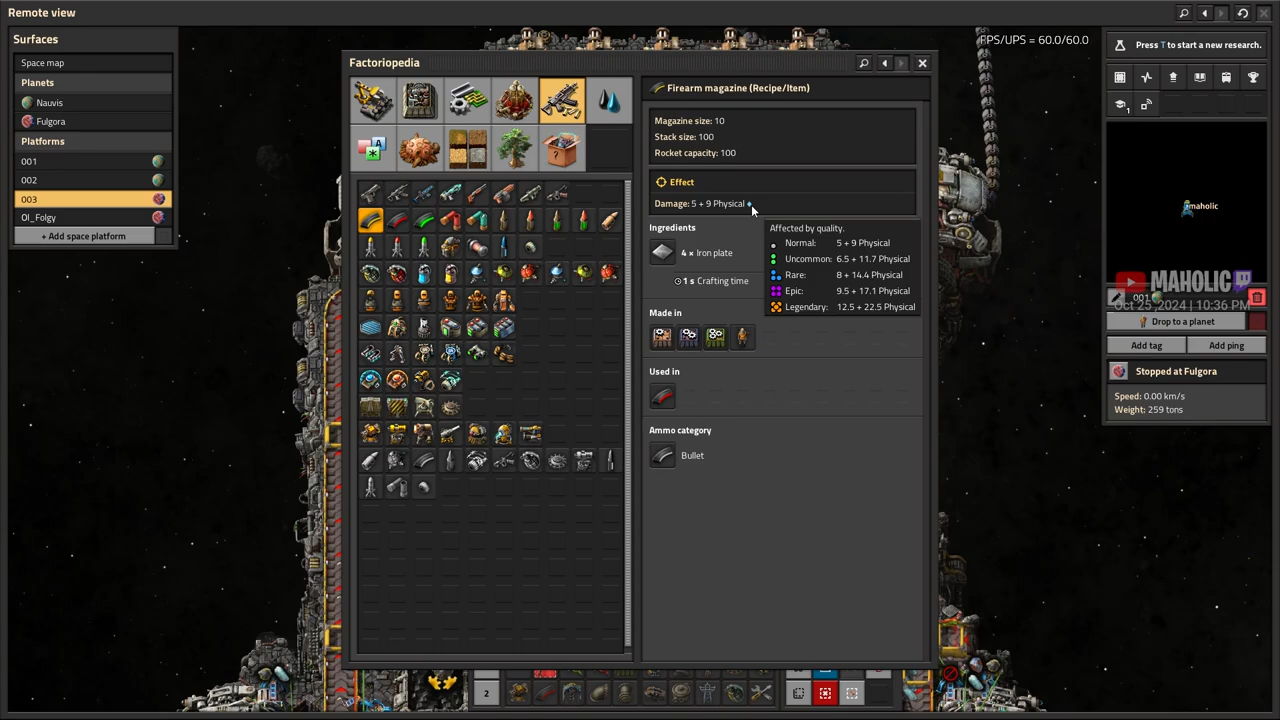 Remote view
Surfaces
Space map
Planets
Nauvis
Fulgora
Platforms
001
002
003
Ol_Folgy
+ Add space platform
FPS/UPS = 60.0/60.0
Factoriopedia
Firearm magazine (Recipe/Item)
Magazine size: 10
Stack size: 100
Rocket capacity: 100
Effect
Damage: 5 + 9 Physical
Ingredients
4 × Iron plate
1 s Crafting time
Affected by quality.
Normal: 5 + 9 Physical
Uncommon: 6.5 + 11.7 Physical
Rare: 8 + 14.4 Physical
Epic: 9.5 + 17.1 Physical
Legendary: 12.5 + 22.5 Physical
Made in
Used in
Ammo category
Bullet
2
Press T to start a new research.
1
maholic
MAHOLIC
001
Oct 25, 2024 | 10:36 PM
Drop to a planet
Add tag
Add ping
Stopped at Fulgora
Speed: 0.00 km/s
Weight: 259 tons